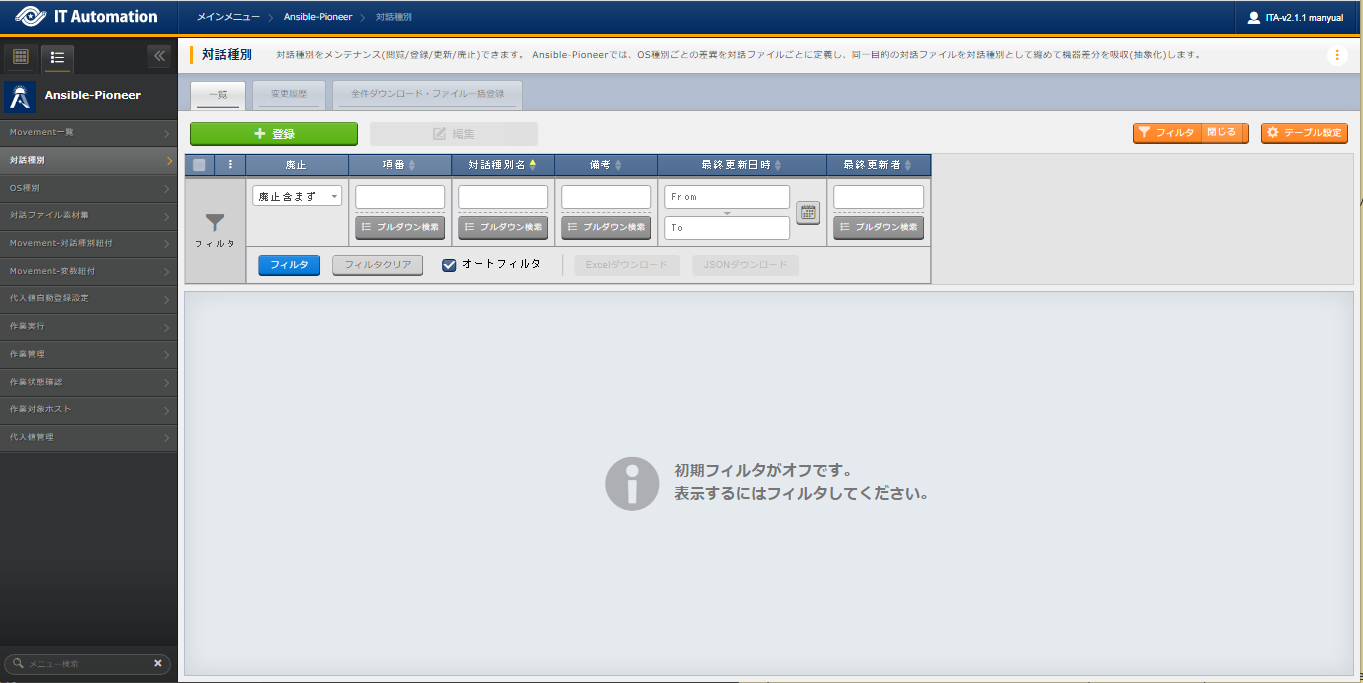 IT Automation
メインメニュー
Ansible-Pioneer
対話種別
ITA-v2.1.1 manyual
Ansible-Pioneer
Movement一覧
対話種別
OS種別
対話ファイル素材集
Movement-対話種別紐付
Movement-変数紐付
代入値自動登録設定
作業実行
作業管理
作業状態確認
作業対象ホスト
代入値管理
メニュー検索
対話種別
対話種別をメンテナンス(閲覧/登録/更新/廃止)できます。 Ansible-Pioneerでは、OS種別ごとの差異を対話ファイルごとに定義し、同一目的の対話ファイルを対話種別として纏めて機器差分を吸収(抽象化)します。
一覧
変更履歴
全件ダウンロード・ファイル一括登録
登録
編集
フィルタ 閉じる
テーブル設定
廃止 項番 対話種別名 備考 最終更新日時 最終更新者
フィルタ
廃止含まず
From
To
プルダウン検索 プルダウン検索 プルダウン検索 プルダウン検索
フィルタ フィルタクリア オートフィルタ Excelダウンロード JSONダウンロード
初期フィルタがオフです。
表示するにはフィルタしてください。